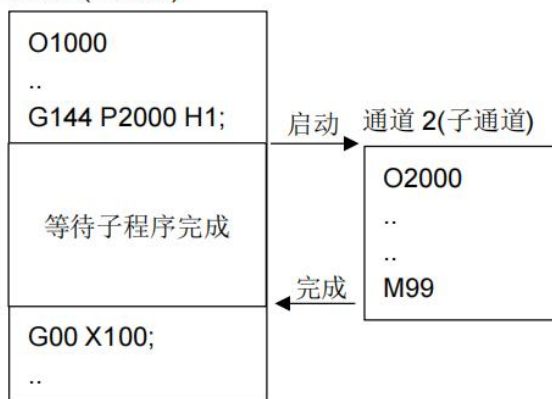 O1000
..
G144 P2000 H1;
启动
通道 2(子通道)
O2000
..
..
M99
等待子程序完成
完成
G00 X100;
..